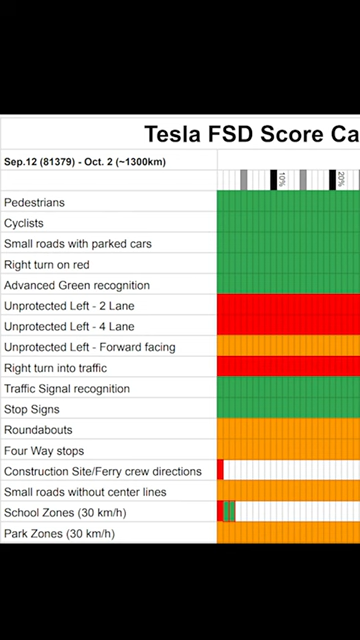 Tesla FSD Score Ca
Sep.12 (81379) - Oct. 2 (~1300km)
10%
20%
Pedestrians
Cyclists
Small roads with parked cars
Right turn on red
Advanced Green recognition
Unprotected Left - 2 Lane
Unprotected Left - 4 Lane
Unprotected Left - Forward facing
Right turn into traffic
Traffic Signal recognition
Stop Signs
Roundabouts
Four Way stops
Construction Site/Ferry crew directions
Small roads without center lines
School Zones (30 km/h)
Park Zones (30 km/h)